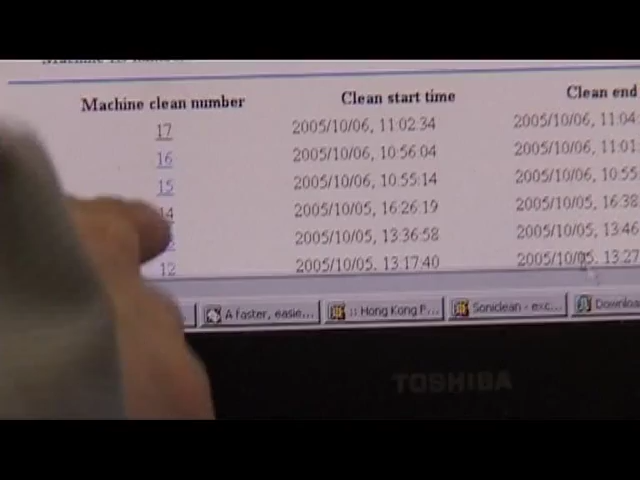 Machine clean number Clean start time Clean end
17 2005/10/06, 11:02:34 2005/10/06, 11:04:
16 2005/10/06, 10:56:04 2005/10/06, 11:01:
15 2005/10/06, 10:55:14 2005/10/06, 10:55:
14 2005/10/05, 16:26:19 2005/10/05, 16:38:
2005/10/05, 13:36:58 2005/10/05, 13:46:
12 2005/10/05, 13:17:40 2005/10/05, 13:27:
A faster, easie... :: Hong Kong P... Soniclean - exc... Downloa
TOSHIBA